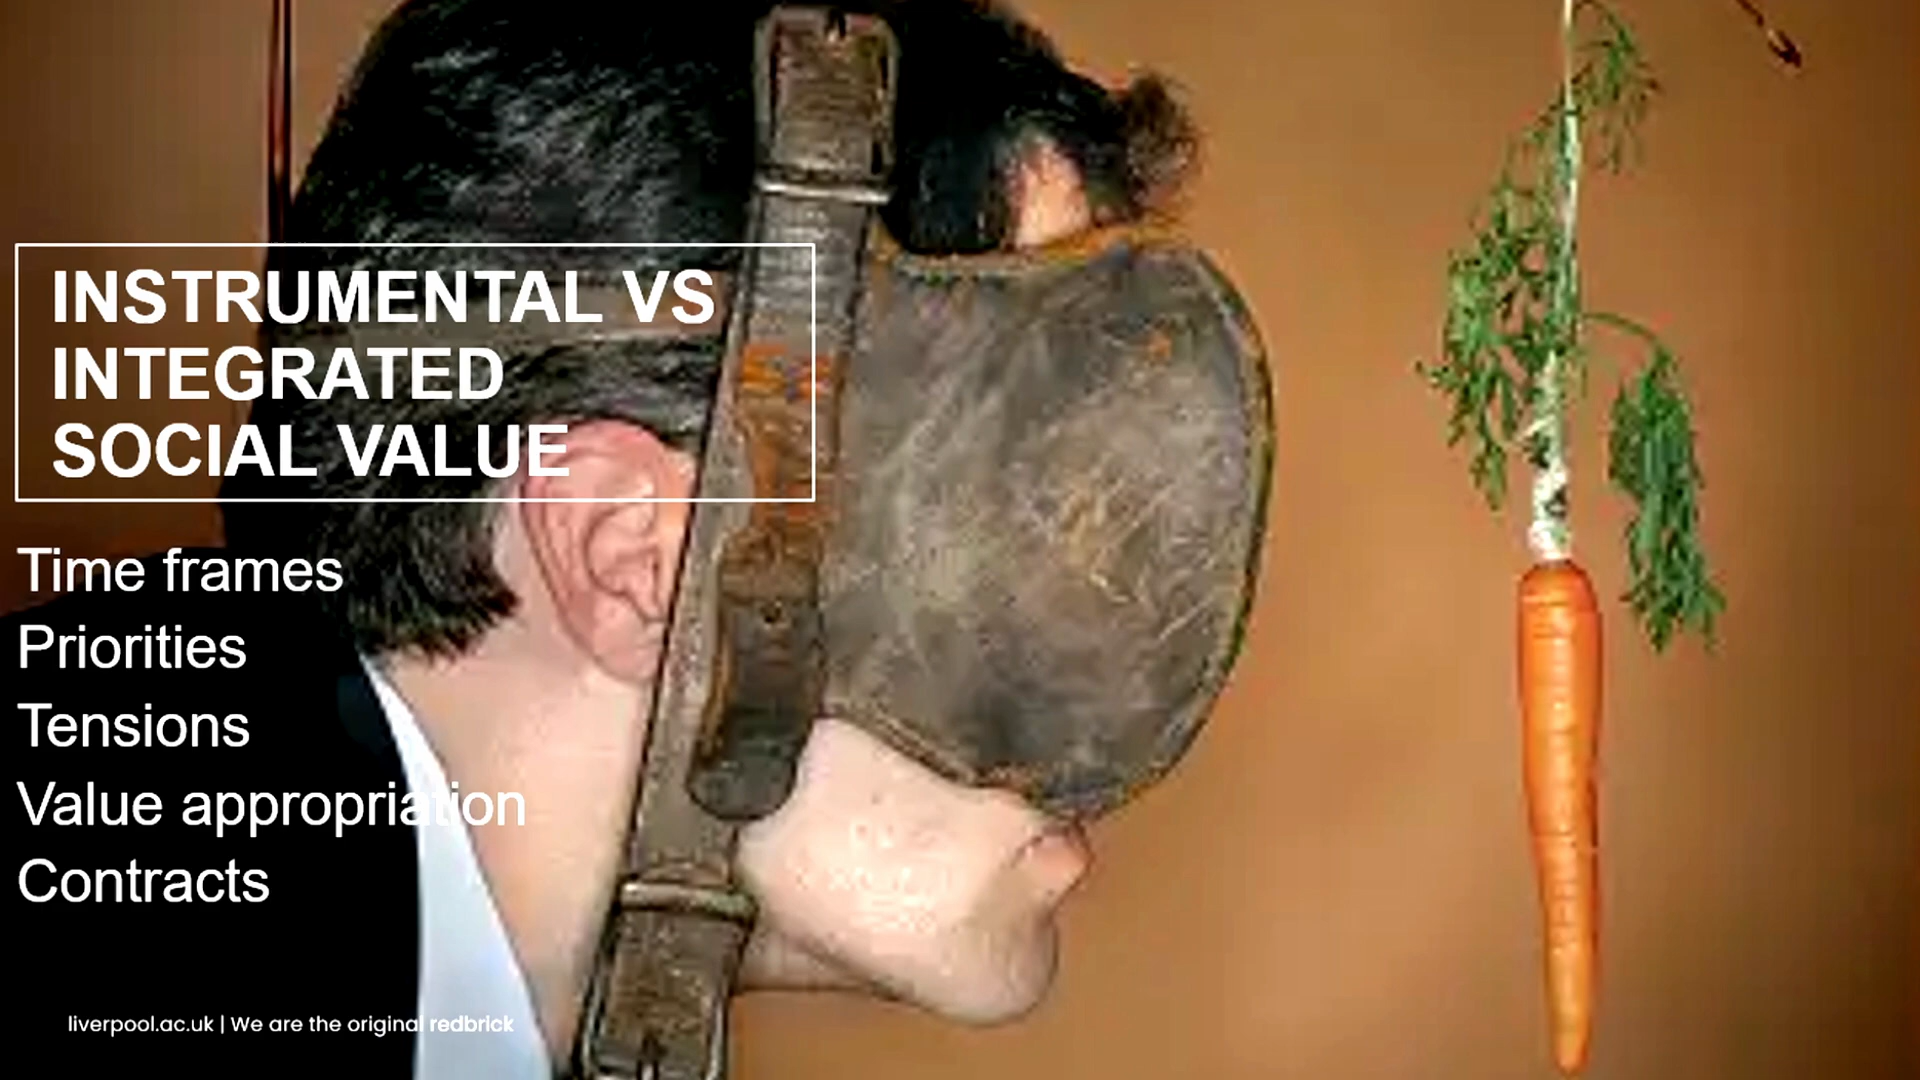 INSTRUMENTAL VS
INTEGRATED
SOCIAL VALUE
Time frames
Priorities
Tensions
Value appropriation
Contracts
liverpool.ac.uk | We are the original redbrick